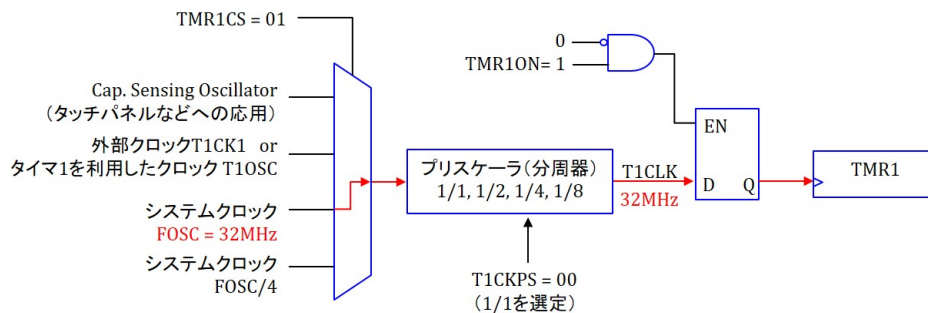 TMR1CS = 01
0
TMR1ON= 1
Cap. Sensing Oscillator
（タッチパネルなどへの応用）
外部クロックT1CK1 or
タイマ1を利用したクロック T1OSC
システムクロック
FOSC = 32MHz
システムクロック
FOSC/4
プリスケーラ（分周器）
1/1, 1/2, 1/4, 1/8
T1CLK
32MHz
T1CKPS = 00
（1/1を選定）
EN
D Q
TMR1